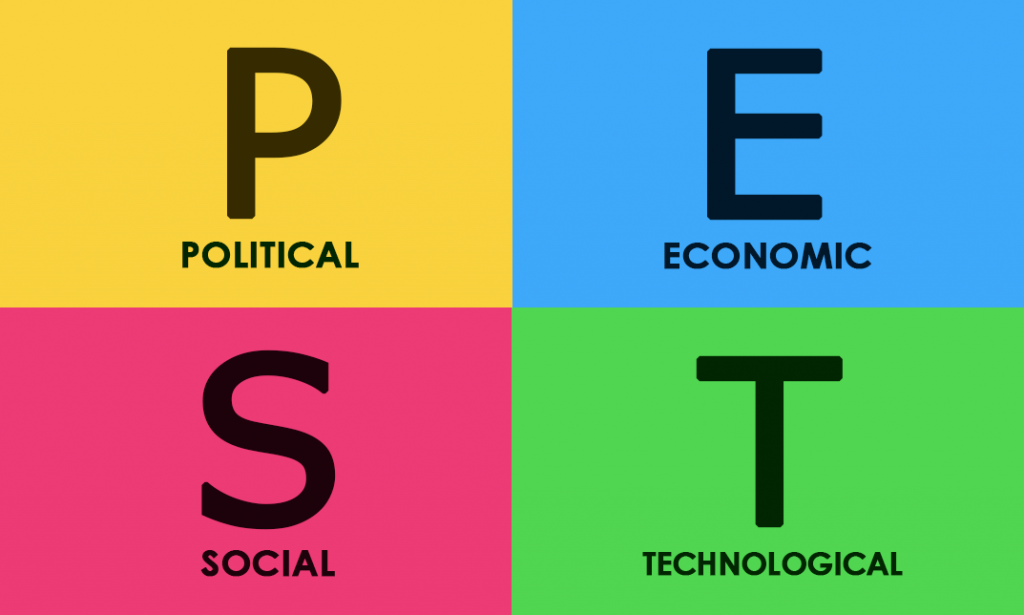 P
POLITICAL
E
ECONOMIC
S
SOCIAL
T
TECHNOLOGICAL